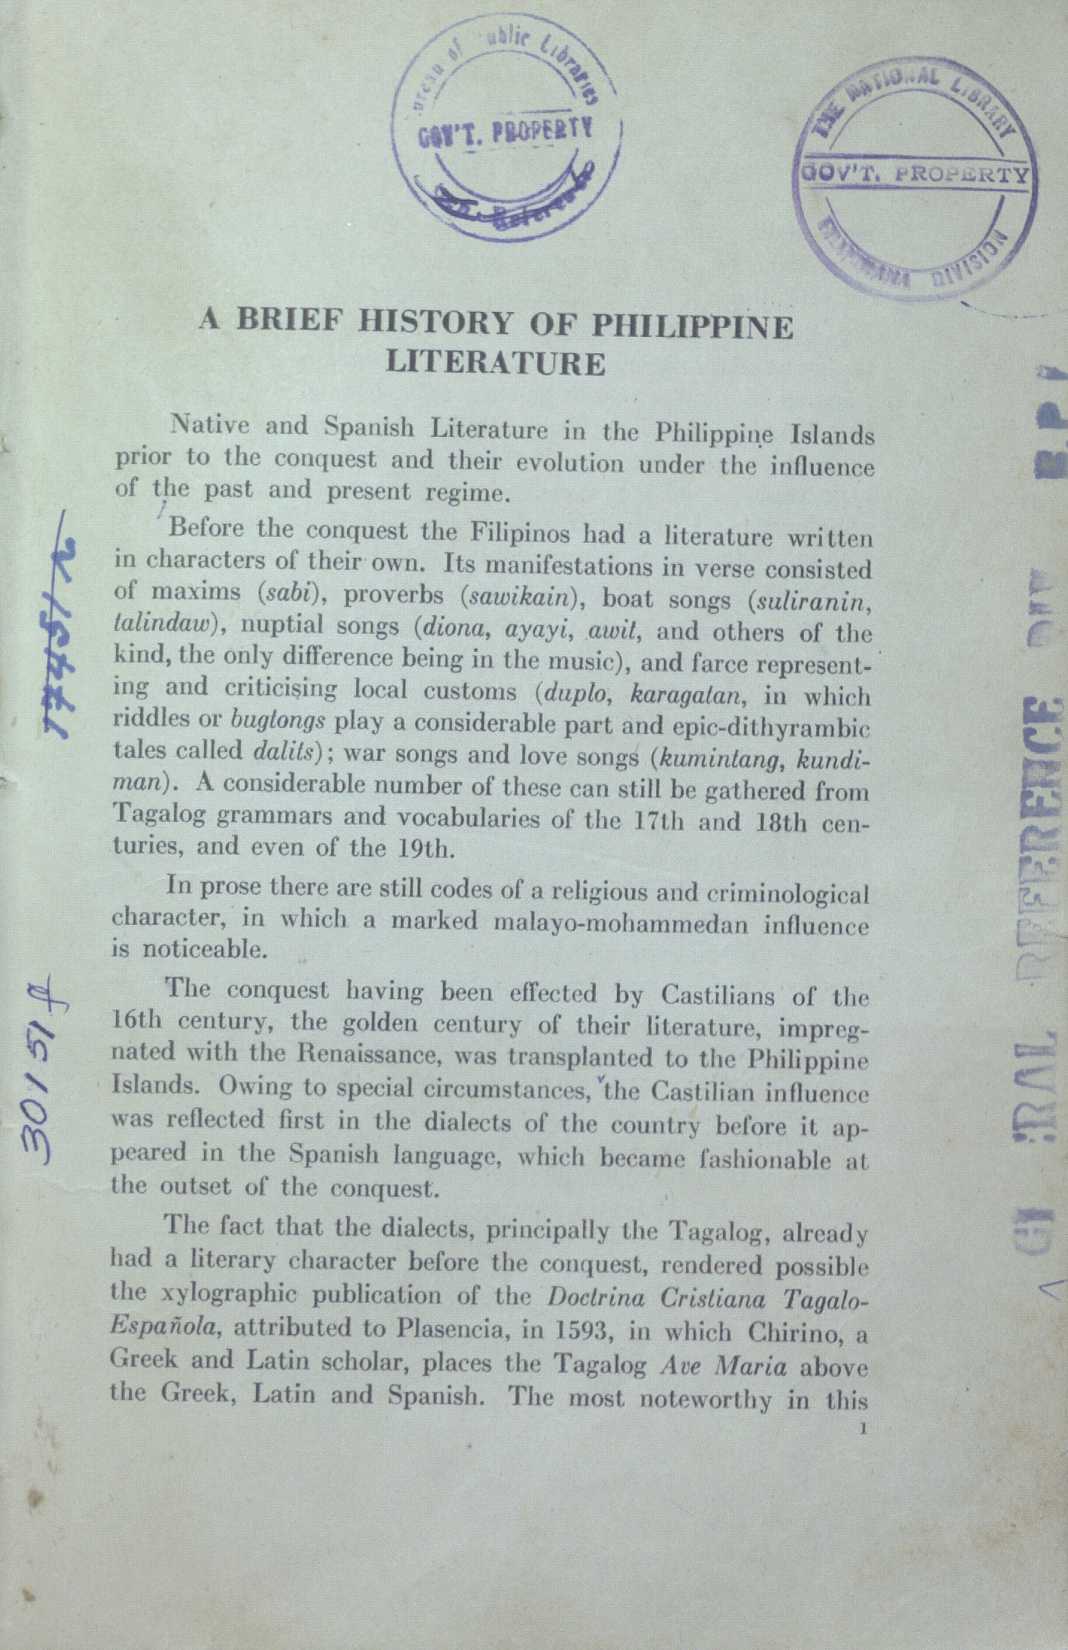 Public Libraries
GOV'T. PROPERTY
Reference
THE NATIONAL LIBRARY
GOV'T. PROPERTY
FILIPINIANA DIVISION
A BRIEF HISTORY OF PHILIPPINE
LITERATURE
Native and Spanish Literature in the Philippine Islands
prior to the conquest and their evolution under the influence
of the past and present regime.
Before the conquest the Filipinos had a literature written
in characters of their own. Its manifestations in verse consisted
of maxims (sabi), proverbs (sawikain), boat songs (suliranin,
talindaw), nuptial songs (diona, ayayi, awit, and others of the
kind, the only difference being in the music), and farce represent-
ing and criticising local customs (duplo, karagatan, in which
riddles or bugtongs play a considerable part and epic-dithyrambic
tales called dalits); war songs and love songs (kumintang, kundi-
man). A considerable number of these can still be gathered from
Tagalog grammars and vocabularies of the 17th and 18th cen-
turies, and even of the 19th.
In prose there are still codes of a religious and criminological
character, in which a marked malayo-mohammedan influence
is noticeable.
The conquest having been effected by Castilians of the
16th century, the golden century of their literature, impreg-
nated with the Renaissance, was transplanted to the Philippine
Islands. Owing to special circumstances, the Castilian influence
was reflected first in the dialects of the country before it ap-
peared in the Spanish language, which became fashionable at
the outset of the conquest.
The fact that the dialects, principally the Tagalog, already
had a literary character before the conquest, rendered possible
the xylographic publication of the Doctrina Cristiana Tagalo-
Española, attributed to Plasencia, in 1593, in which Chirino, a
Greek and Latin scholar, places the Tagalog Ave Maria above
the Greek, Latin and Spanish. The most noteworthy in this
1
30151
REFERENCE